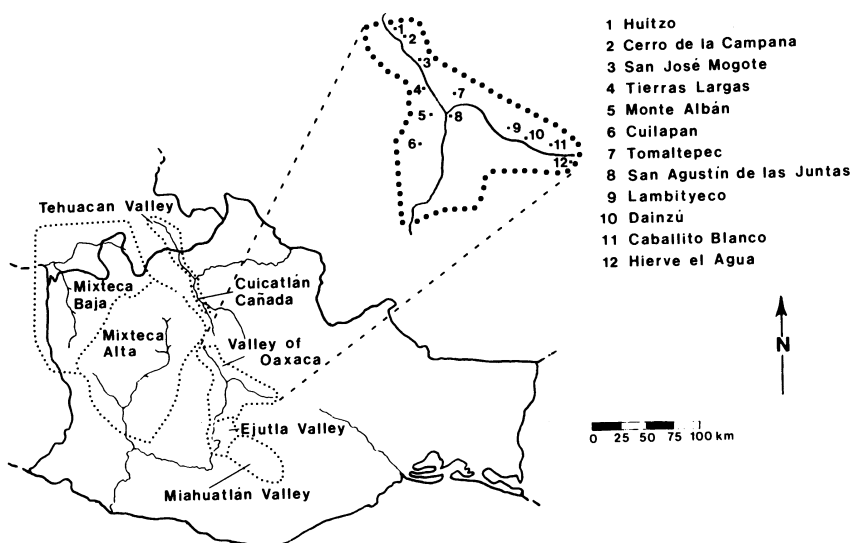 1 Huitzo
2 Cerro de la Campana
3 San José Mogote
4 Tierras Largas
5 Monte Albán
6 Cuilapan
7 Tomaltepec
8 San Agustín de las Juntas
9 Lambityeco
10 Dainzú
11 Caballito Blanco
12 Hierve el Agua
1
2
3
4
7
5
8
9
10
6
11
12
Tehuacan Valley
Mixteca
Baja
Cuicatlán
Cañada
Mixteca
Alta
Valley of
Oaxaca
Ejutla Valley
Miahuatlán Valley
N
0 25 50 75 100 km